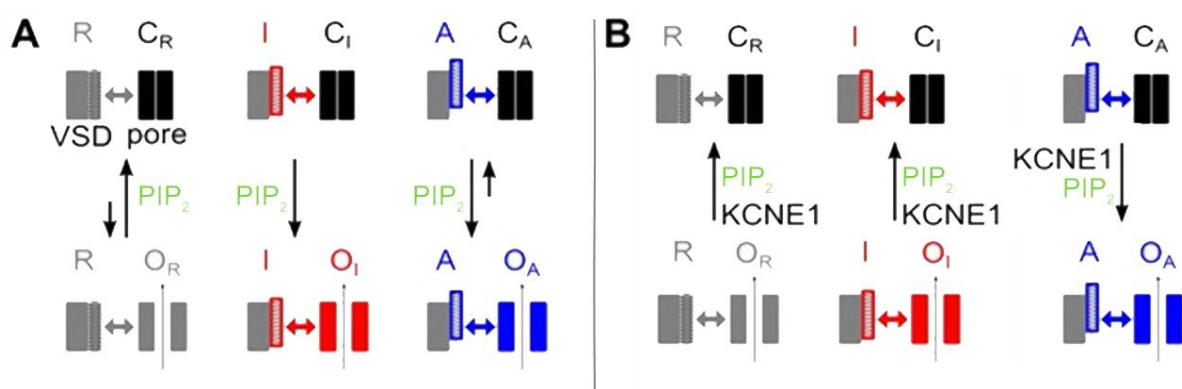 A
R C_R I C_I A C_A
VSD pore
PIP₂ PIP₂ PIP₂
R O_R I O_I A O_A
B
R C_R I C_I A C_A
KCNE1
PIP₂ PIP₂ PIP₂
KCNE1 KCNE1
R O_R I O_I A O_A